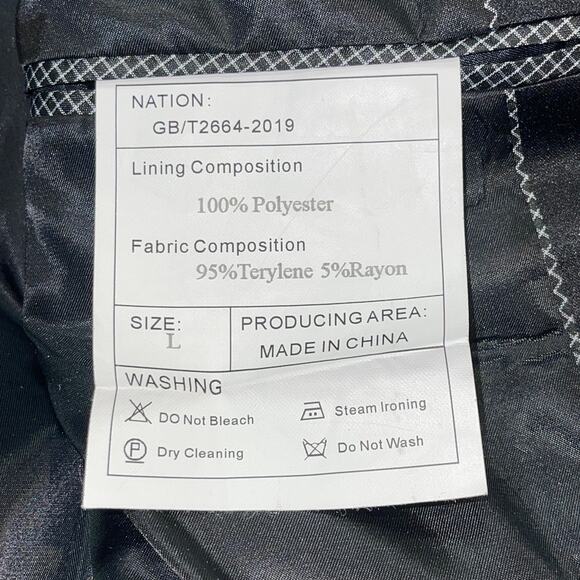 NATION:
GB/T2664-2019
Lining Composition
100% Polyester
Fabric Composition
95%Terylene 5%Rayon
SIZE:
L
PRODUCING AREA:
MADE IN CHINA
WASHING
DO Not Bleach
Steam Ironing
P
Dry Cleaning
Do Not Wash